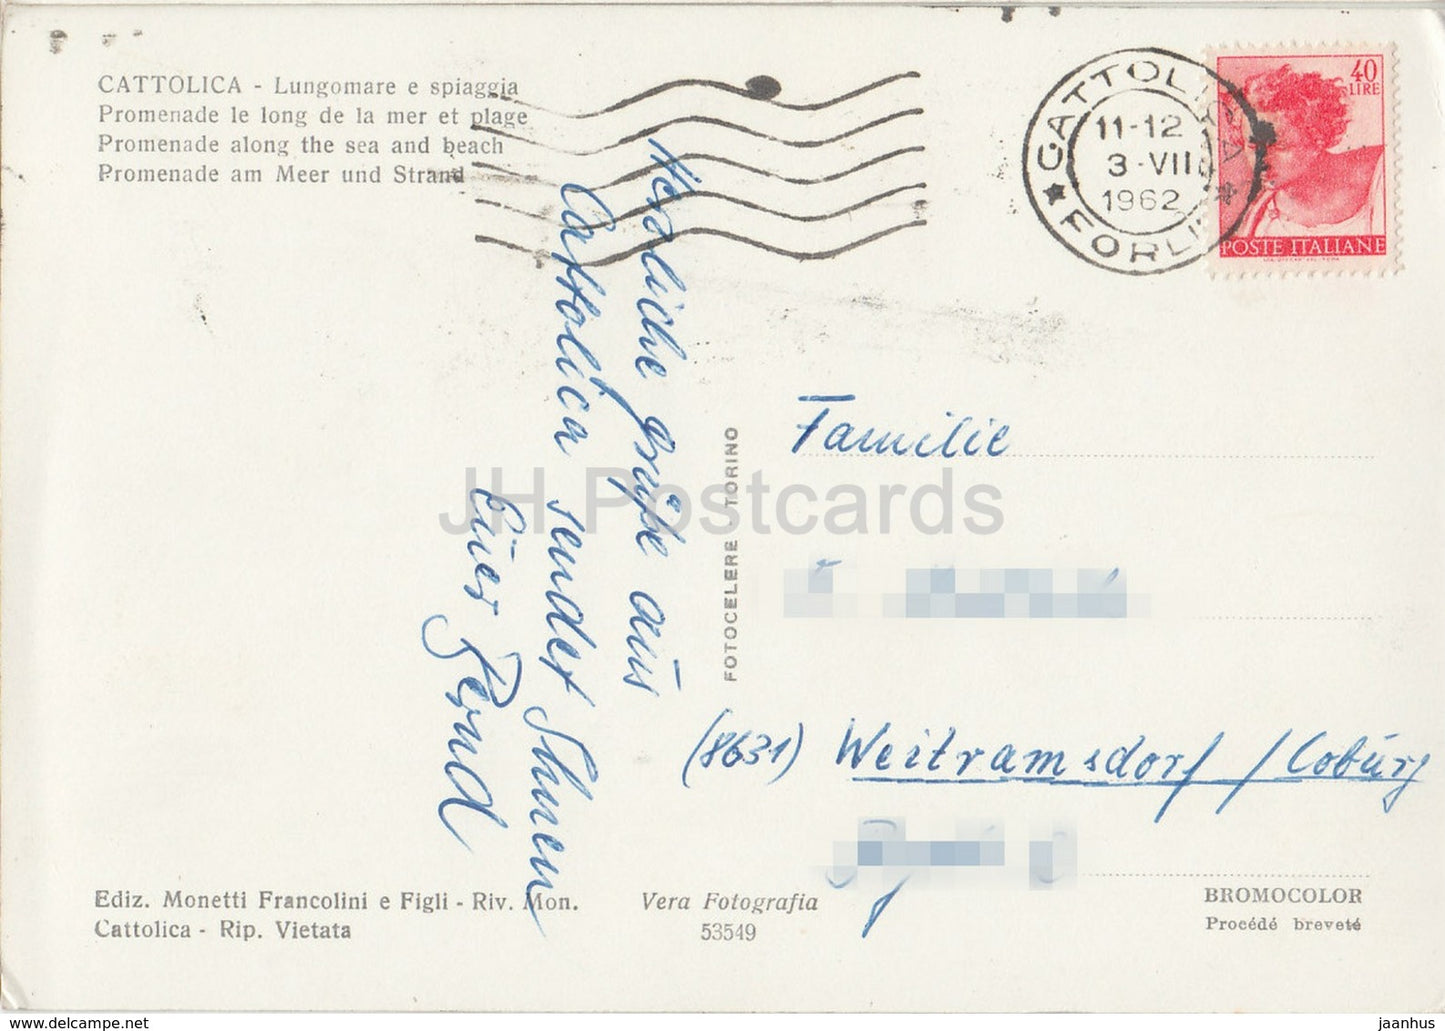 CATTOLICA - Lungomare e spiaggia
Promenade le long de la mer et plage
Promenade along the sea and beach
Promenade am Meer und Strand
CATTOLICA
11-12
3-VII
1962
★ FORLI ★
40
LIRE
POSTE ITALIANE
Herzliche Grüße aus
Cattolica sendet Ihnen
Euer Bernd
FOTOCELERE - TORINO
JH Postcards
Familie
(8631) Weitramsdorf / Coburg
Ediz. Monetti Francolini e Figli - Riv. Mon.
Cattolica - Rip. Vietata
Vera Fotografia
53549
BROMOCOLOR
Procédé breveté
www.delcampe.net
jaanhus